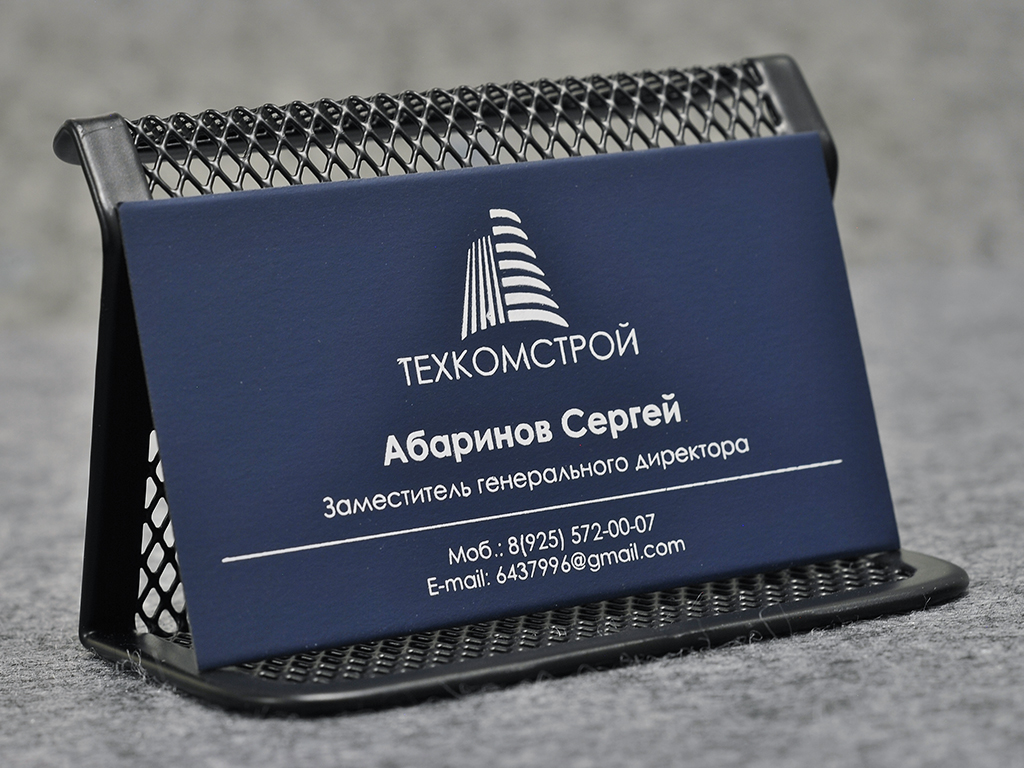 ТЕХКОМСТРОЙ
Абаринов Сергей
Заместитель генерального директора
Моб.: 8(925) 572-00-07
E-mail: 6437996@gmail.com